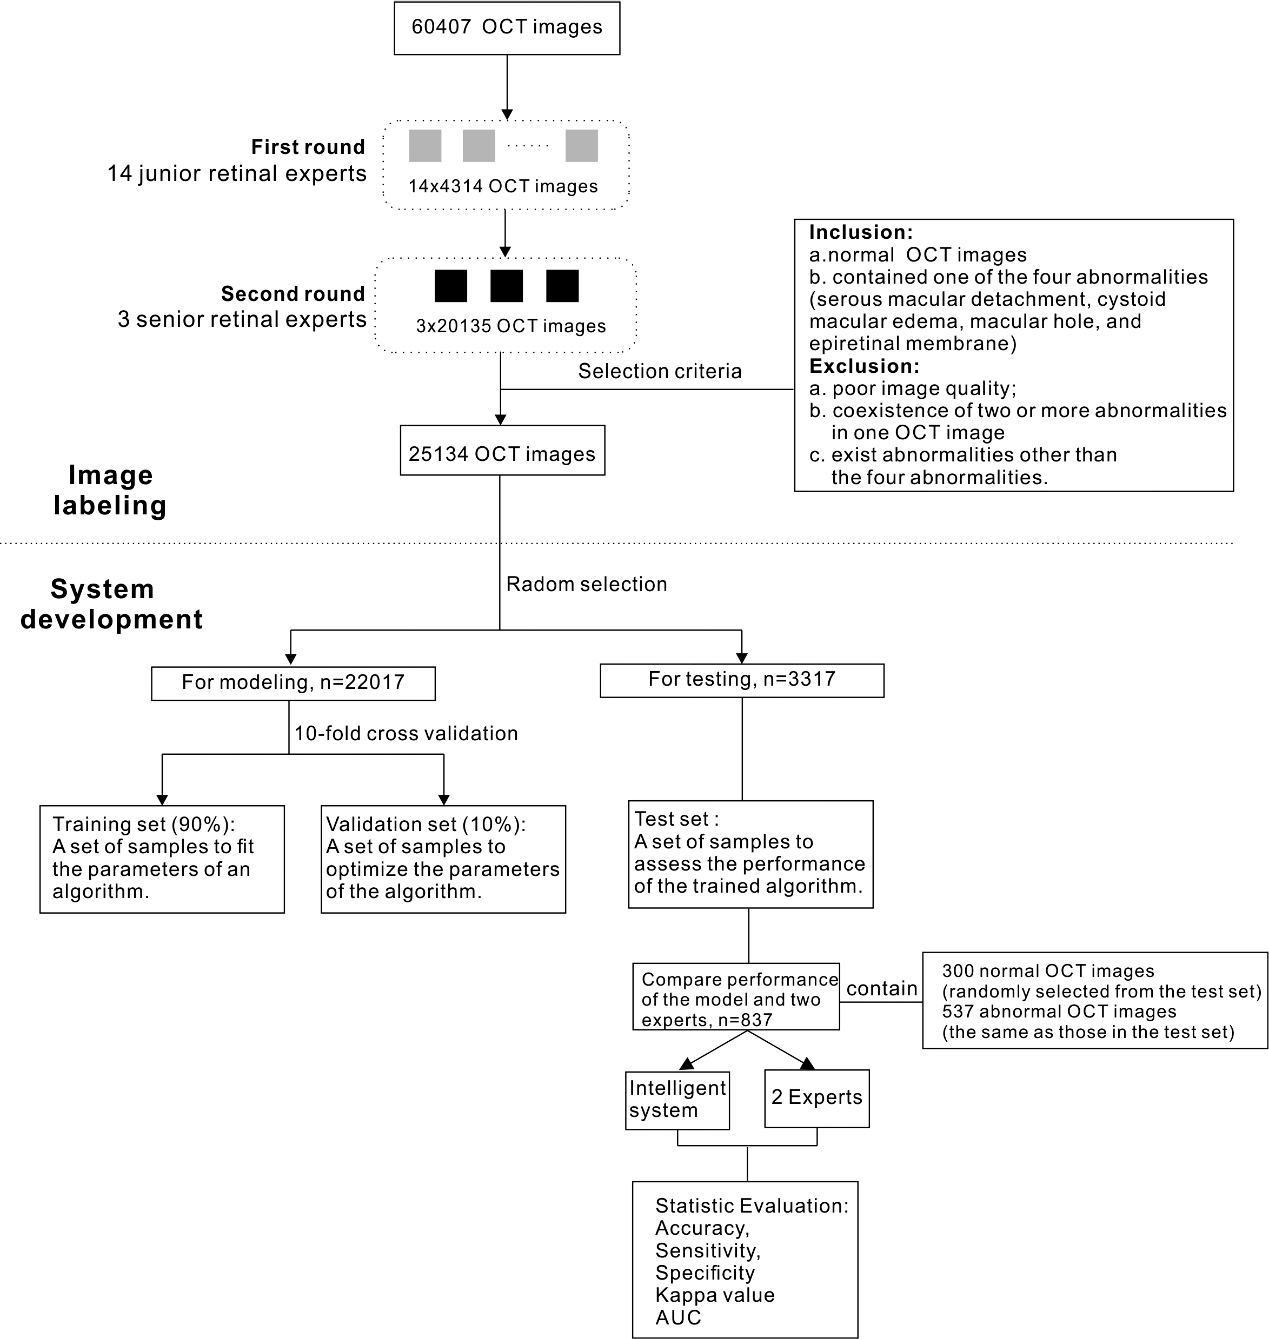 60407 OCT images
First round
14 junior retinal experts
14x4314 OCT images
Second round
3 senior retinal experts
3x20135 OCT images
Selection criteria
Inclusion:
a.normal OCT images
b. contained one of the four abnormalities
(serous macular detachment, cystoid
macular edema, macular hole, and
epiretinal membrane)
Exclusion:
a. poor image quality;
b. coexistence of two or more abnormalities
in one OCT image
c. exist abnormalities other than
the four abnormalities.
25134 OCT images
Image
labeling
System
development
Radom selection
For modeling, n=22017
For testing, n=3317
10-fold cross validation
Training set (90%):
A set of samples to fit
the parameters of an
algorithm.
Validation set (10%):
A set of samples to
optimize the parameters
of the algorithm.
Test set :
A set of samples to
assess the performance
of the trained algorithm.
Compare performance
of the model and two
experts, n=837
contain
300 normal OCT images
(randomly selected from the test set)
537 abnormal OCT images
(the same as those in the test set)
Intelligent
system
2 Experts
Statistic Evaluation:
Accuracy,
Sensitivity,
Specificity
Kappa value
AUC